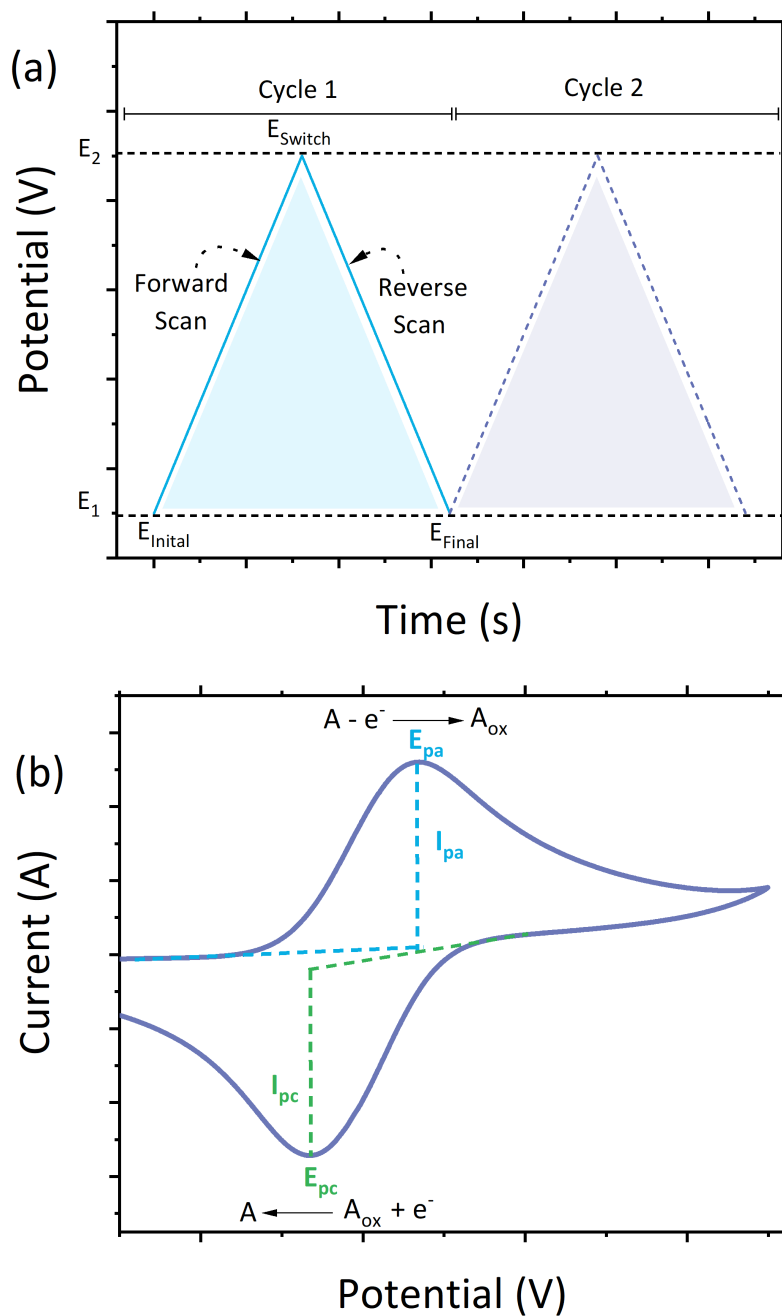 (a)
Cycle 1
Cycle 2
E2
ESwitch
Potential (V)
Forward
Scan
Reverse
Scan
E1
EInital
EFinal
Time (s)
A - e- ⟶ Aox
(b)
Epa
Ipa
Current (A)
Ipc
Epc
A ⟵ Aox + e-
Potential (V)